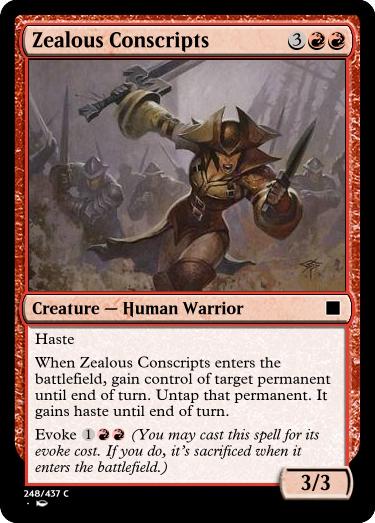 Zealous Conscripts 3
Creature — Human Warrior
Haste
When Zealous Conscripts enters the
battlefield, gain control of target permanent
until end of turn. Untap that permanent. It
gains haste until end of turn.
Evoke 1 (You may cast this spell for its
evoke cost. If you do, it's sacrificed when it
enters the battlefield.)
3/3
248/437 C